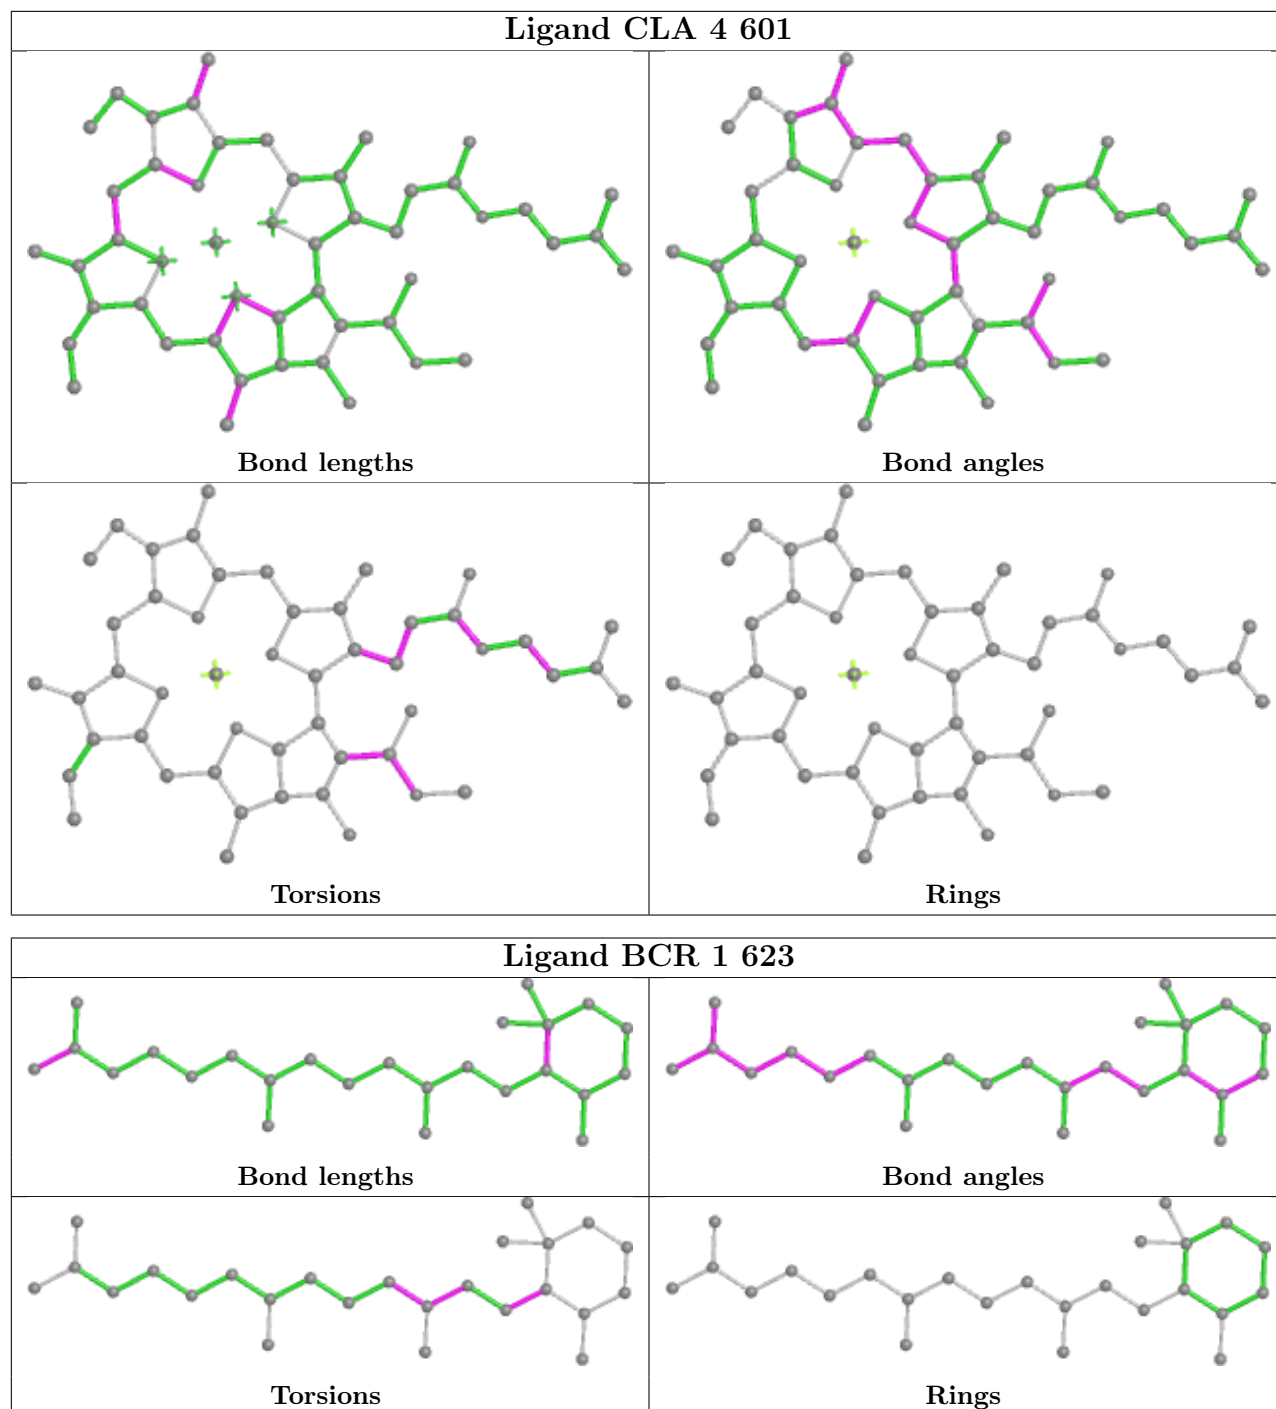 Ligand CLA 4 601
Bond lengths
Bond angles
Torsions
Rings
Ligand BCR 1 623
Bond lengths
Bond angles
Torsions
Rings